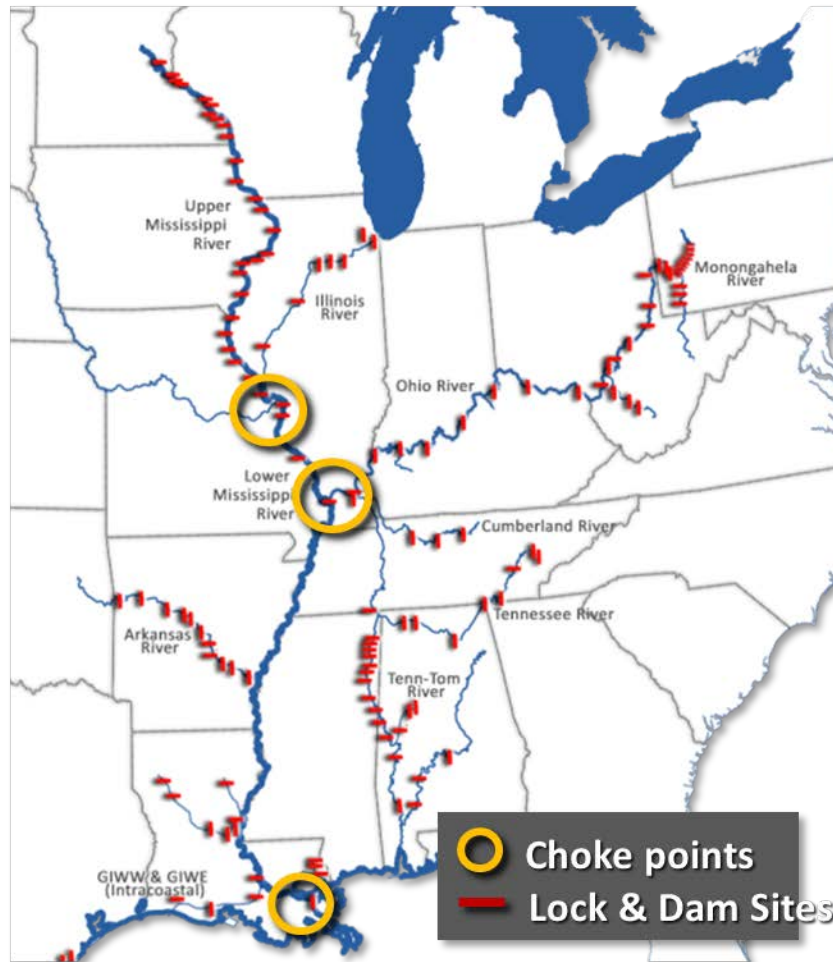 Upper
Mississippi
River
Illinois
River
Monongahela
River
Ohio River
Lower
Mississippi
River
Cumberland River
Tennessee River
Arkansas
River
Tenn-Tom
River
GIWW & GIWE
(Intracoastal)
Choke points
Lock & Dam Sites